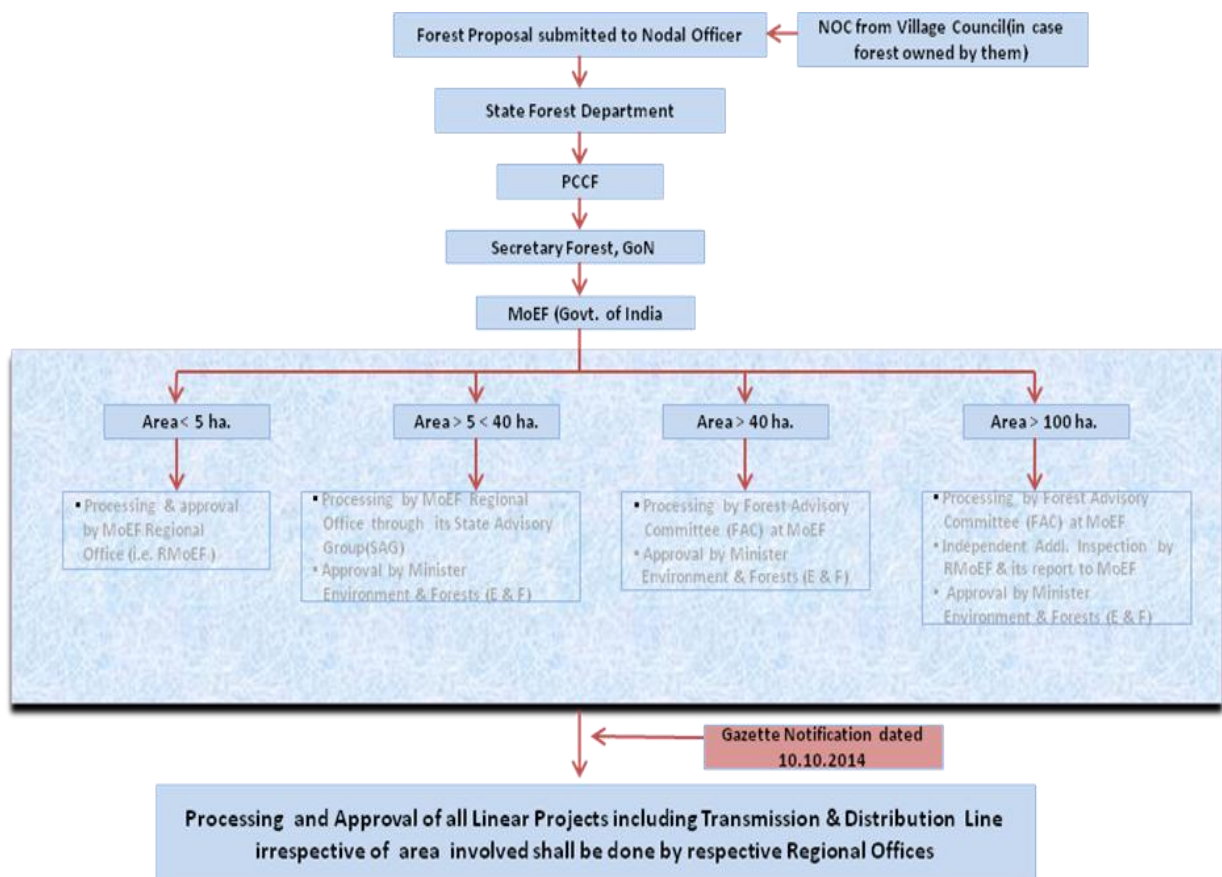 Forest Proposal submitted to Nodal Officer
NOC from Village Council(in case
forest owned by them)
State Forest Department
PCCF
Secretary Forest, GoN
MoEF (Govt. of India
Area < 5 ha.
Area > 5 < 40 ha.
Area > 40 ha.
Area > 100 ha.
▪ Processing & approval
by MoEF Regional
Office (i.e. RMoEF )
▪ Processing by MoEF Regional
Office through its State Advisory
Group(SAG)
• Approval by Minister
Environment & Forests (E & F)
▪ Processing by Forest Advisory
Committee (FAC) at MoEF
• Approval by Minister
Environment & Forests (E & F)
▪ Processing by Forest Advisory
Committee (FAC) at MoEF
▪ Independent Addl. Inspection by
RMoEF & its report to MoEF
• Approval by Minister
Environment & Forests (E & F)
Gazette Notification dated
10.10.2014
Processing and Approval of all Linear Projects including Transmission & Distribution Line
irrespective of area involved shall be done by respective Regional Offices